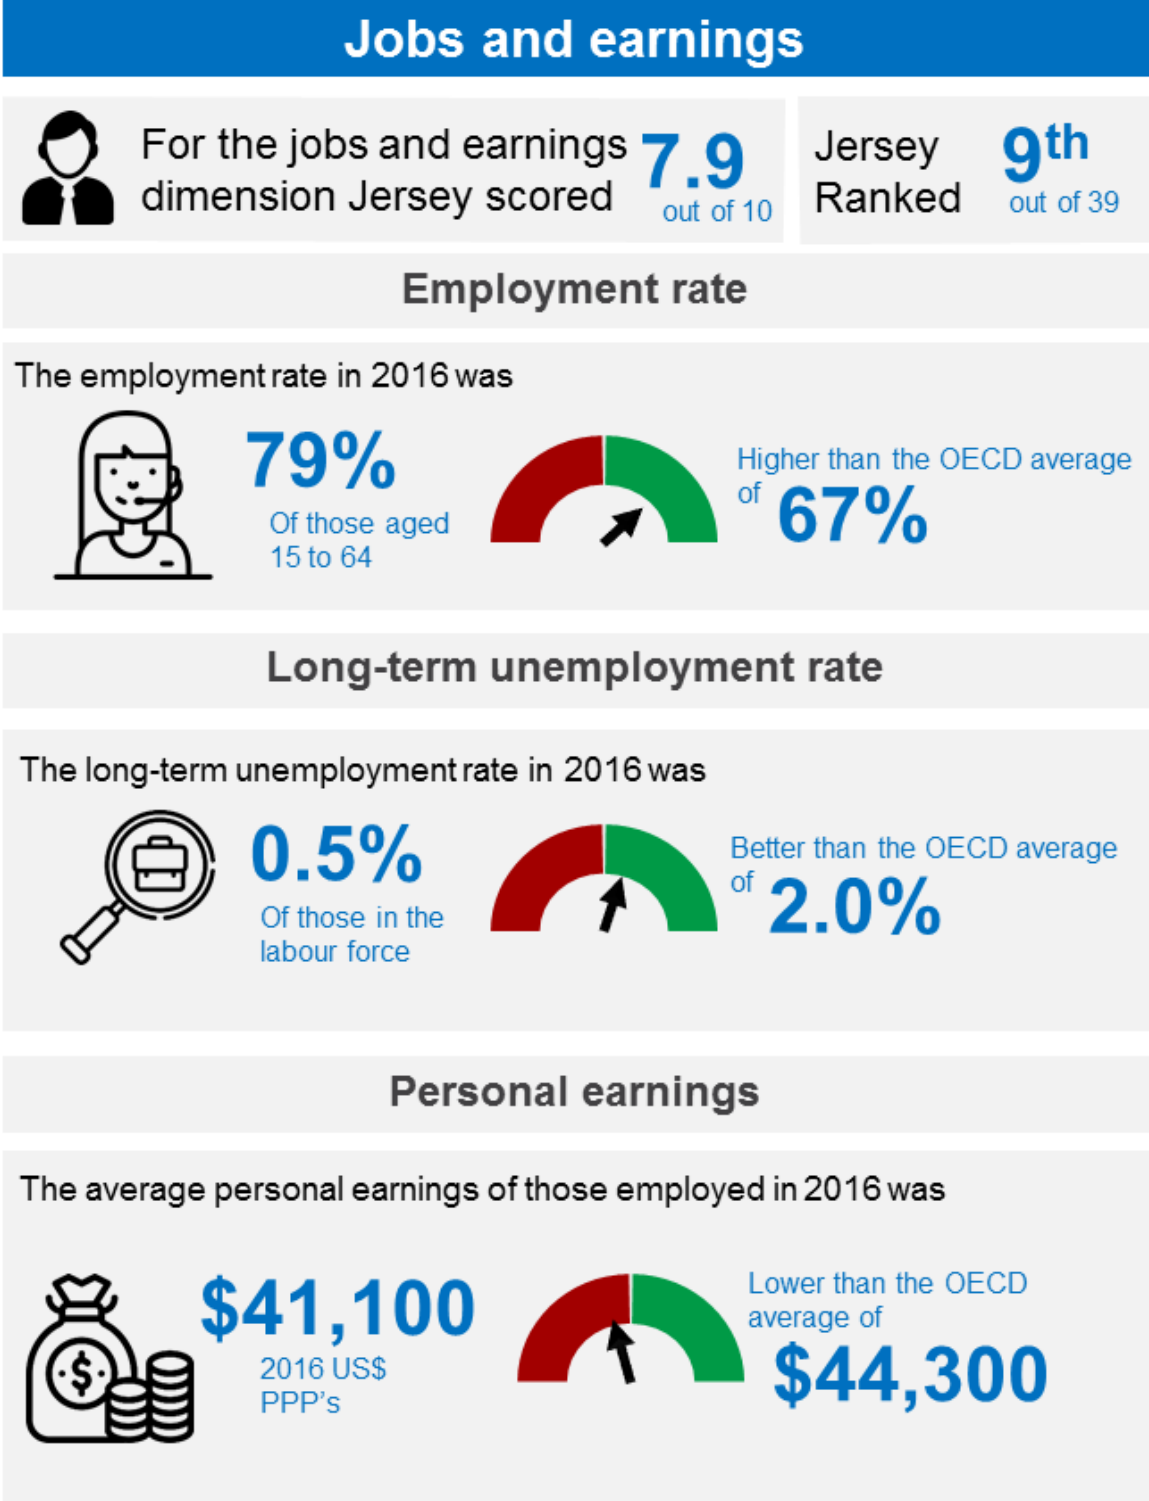 Jobs and earnings
For the jobs and earnings 7.9
dimension Jersey scored
out of 10
Jersey 9th
Ranked out of 39
Employment rate
The employment rate in 2016 was
79%
Of those aged
15 to 64
Higher than the OECD average
of 67%
Long-term unemployment rate
The long-term unemployment rate in 2016 was
0.5%
Of those in the
labour force
Better than the OECD average
of 2.0%
Personal earnings
The average personal earnings of those employed in 2016 was
$
$41,100
2016 US$
PPP's
Lower than the OECD
average of
$44,300